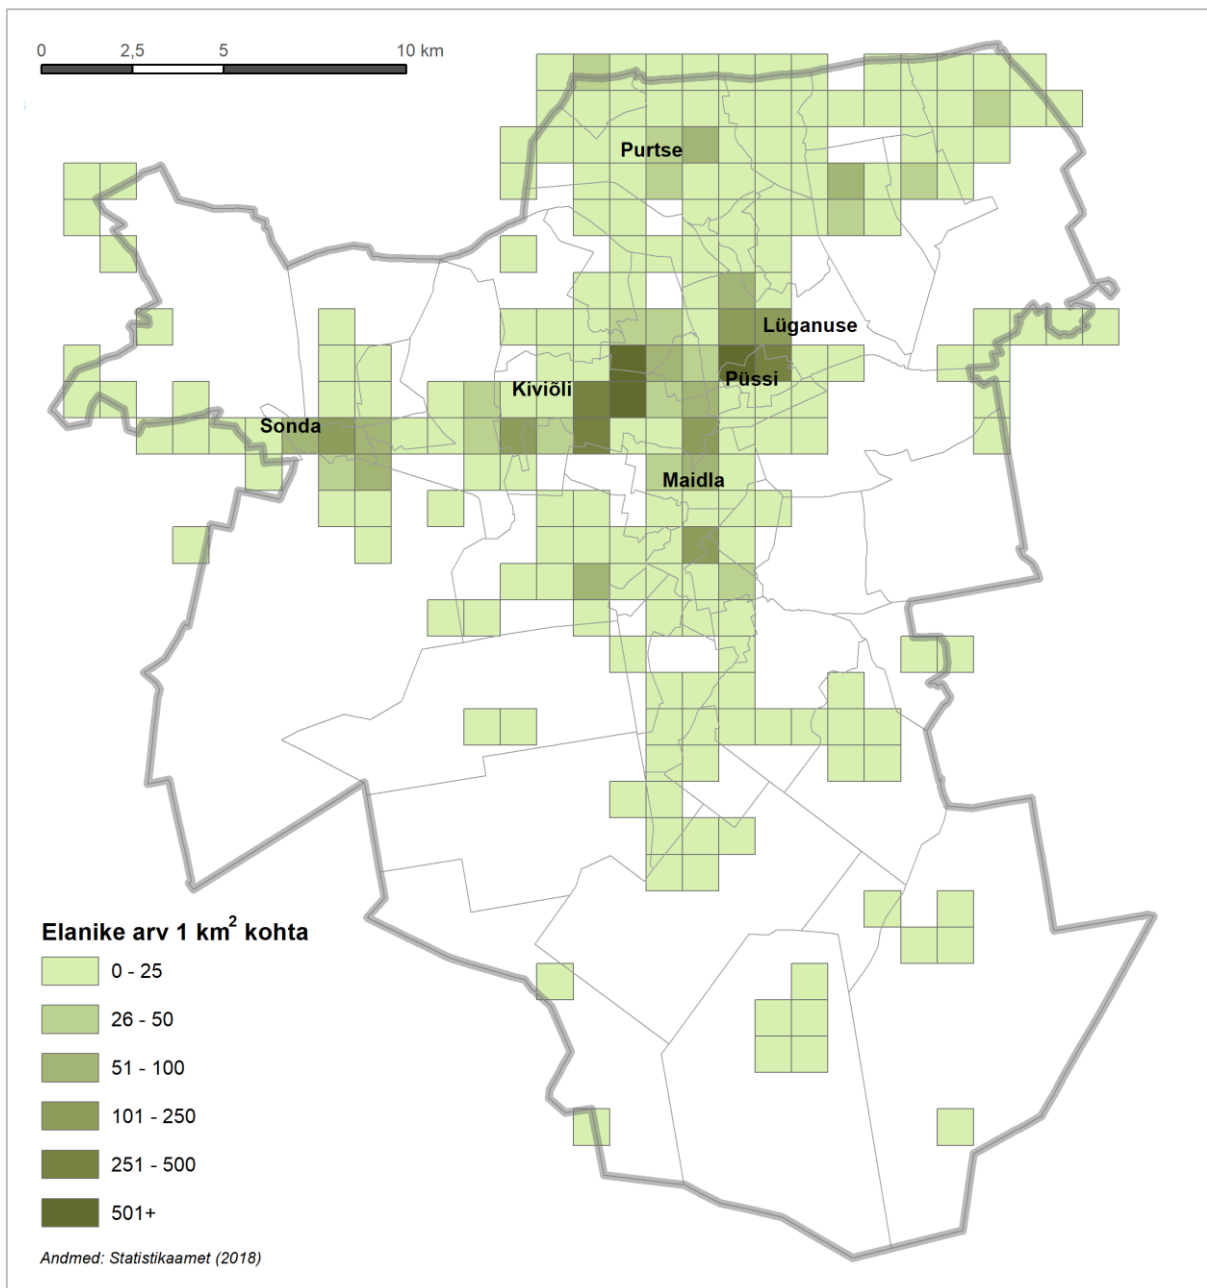 0 2,5 5 10 km
Purtse
Lüganuse
Püssi
Kiviõli
Sonda
Maidla
Elanike arv 1 km² kohta
0 - 25
26 - 50
51 - 100
101 - 250
251 - 500
501+
Andmed: Statistikaamet (2018)